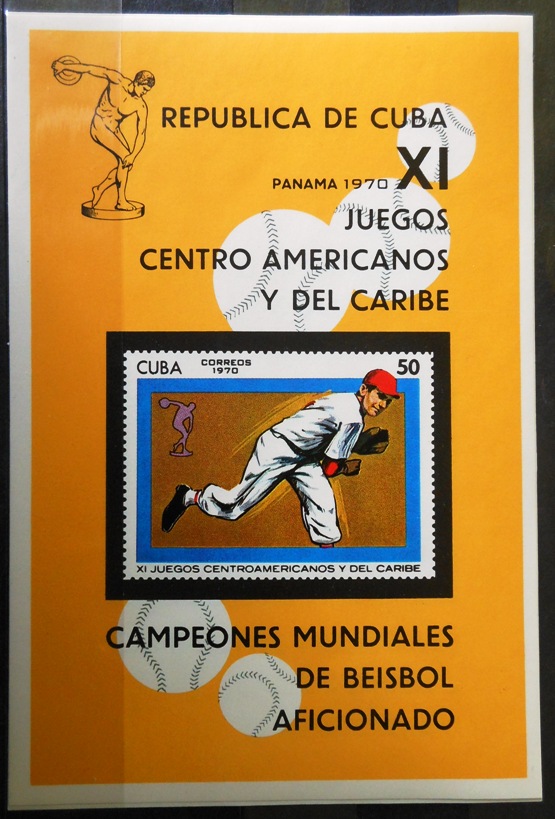 REPUBLICA DE CUBA
PANAMA 1970 XI
JUEGOS
CENTRO AMERICANOS
Y DEL CARIBE
CUBA CORREOS 1970 50
XI JUEGOS CENTROAMERICANOS Y DEL CARIBE
CAMPEONES MUNDIALES
DE BEISBOL
AFICIONADO